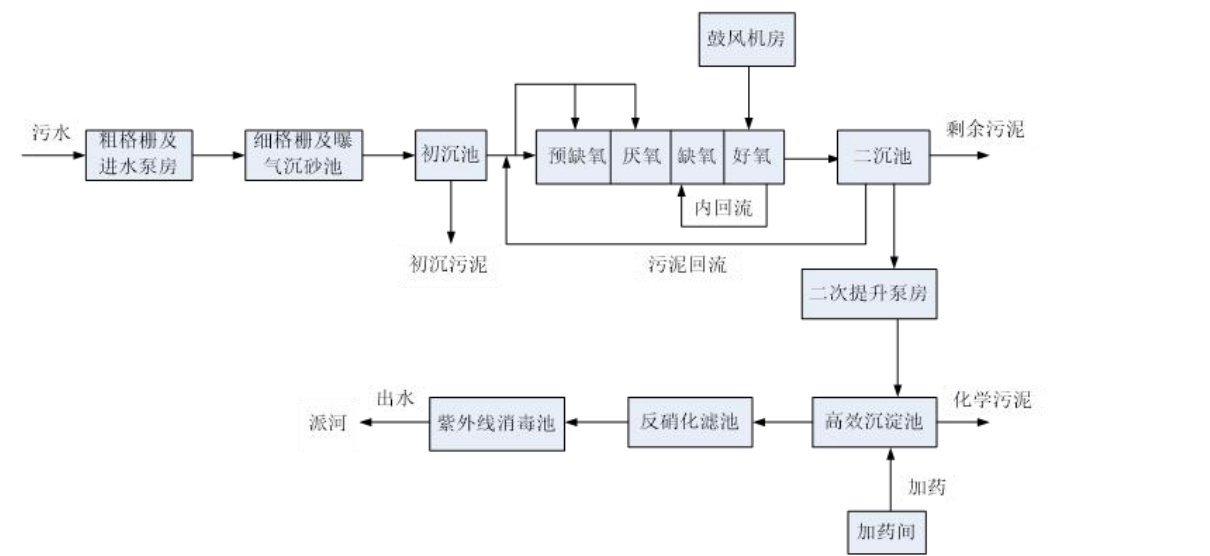 鼓风机房
污水
粗格栅及
进水泵房
细格栅及曝
气沉砂池
初沉池
预缺氧
厌氧
缺氧
好氧
二沉池
剩余污泥
内回流
初沉污泥
污泥回流
二次提升泵房
派河
出水
紫外线消毒池
反硝化滤池
高效沉淀池
化学污泥
加药
加药间